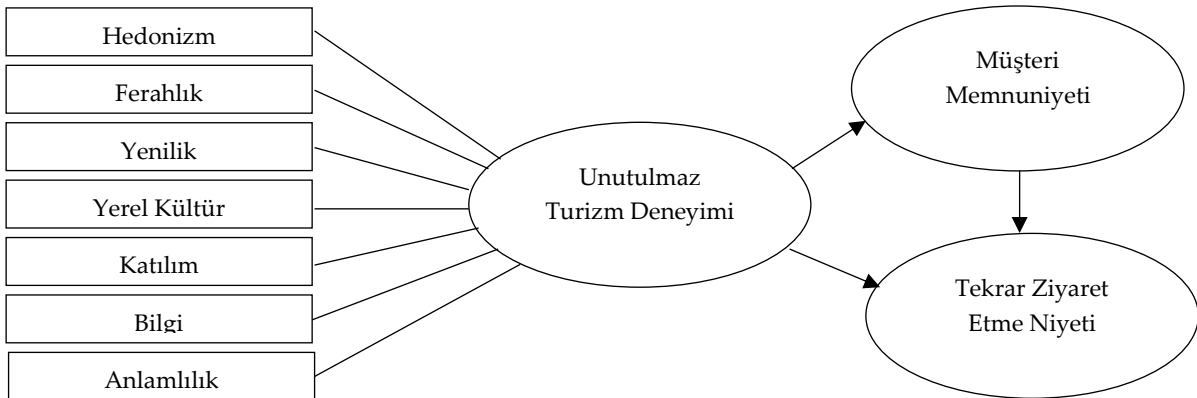 Hedonizm
Ferahlık
Yenilik
Yerel Kültür
Katılım
Bilgi
Anlamlılık
Unutulmaz
Turizm Deneyimi
Müşteri
Memnuniyeti
Tekrar Ziyaret
Etme Niyeti